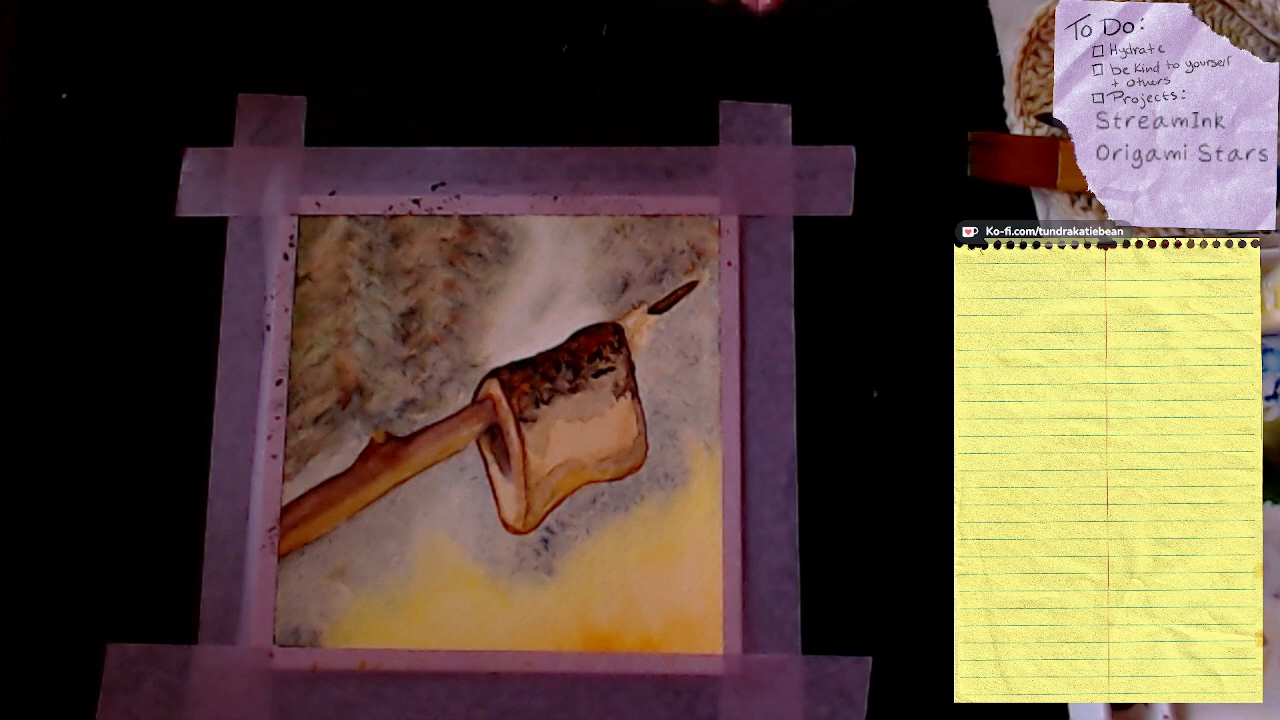 To Do:
Hydrate
be Kind to yourself
+ others
Projects:
StreamInk
Origami Stars
Ko-fi.com/tundrakatiebean